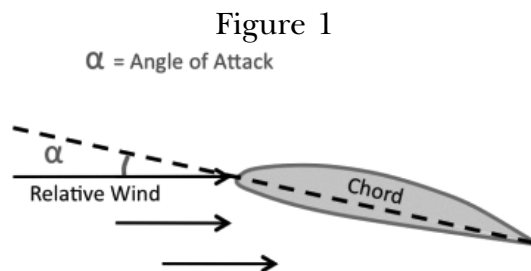 Figure 1
α = Angle of Attack
α
Chord
Relative Wind